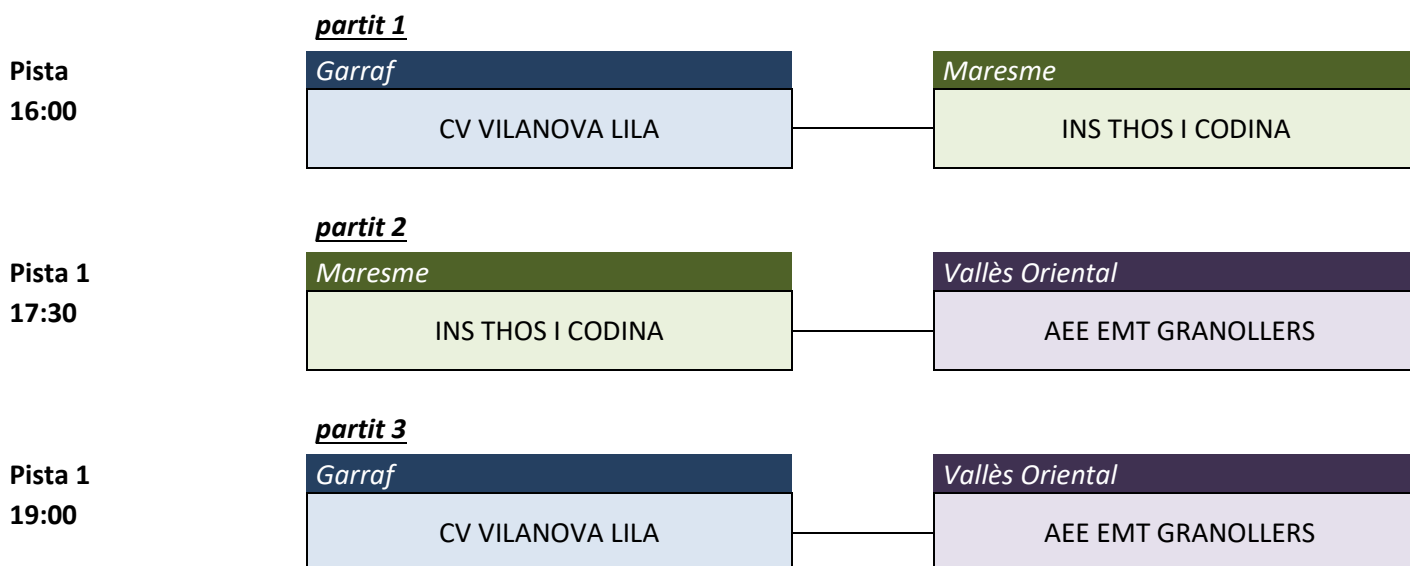 partit 1
Pista
Garraf
Maresme
16:00
CV VILANOVA LILA
INS THOS I CODINA
partit 2
Pista 1
Maresme
Vallès Oriental
17:30
INS THOS I CODINA
AEE EMT GRANOLLERS
partit 3
Pista 1
Garraf
Vallès Oriental
19:00
CV VILANOVA LILA
AEE EMT GRANOLLERS